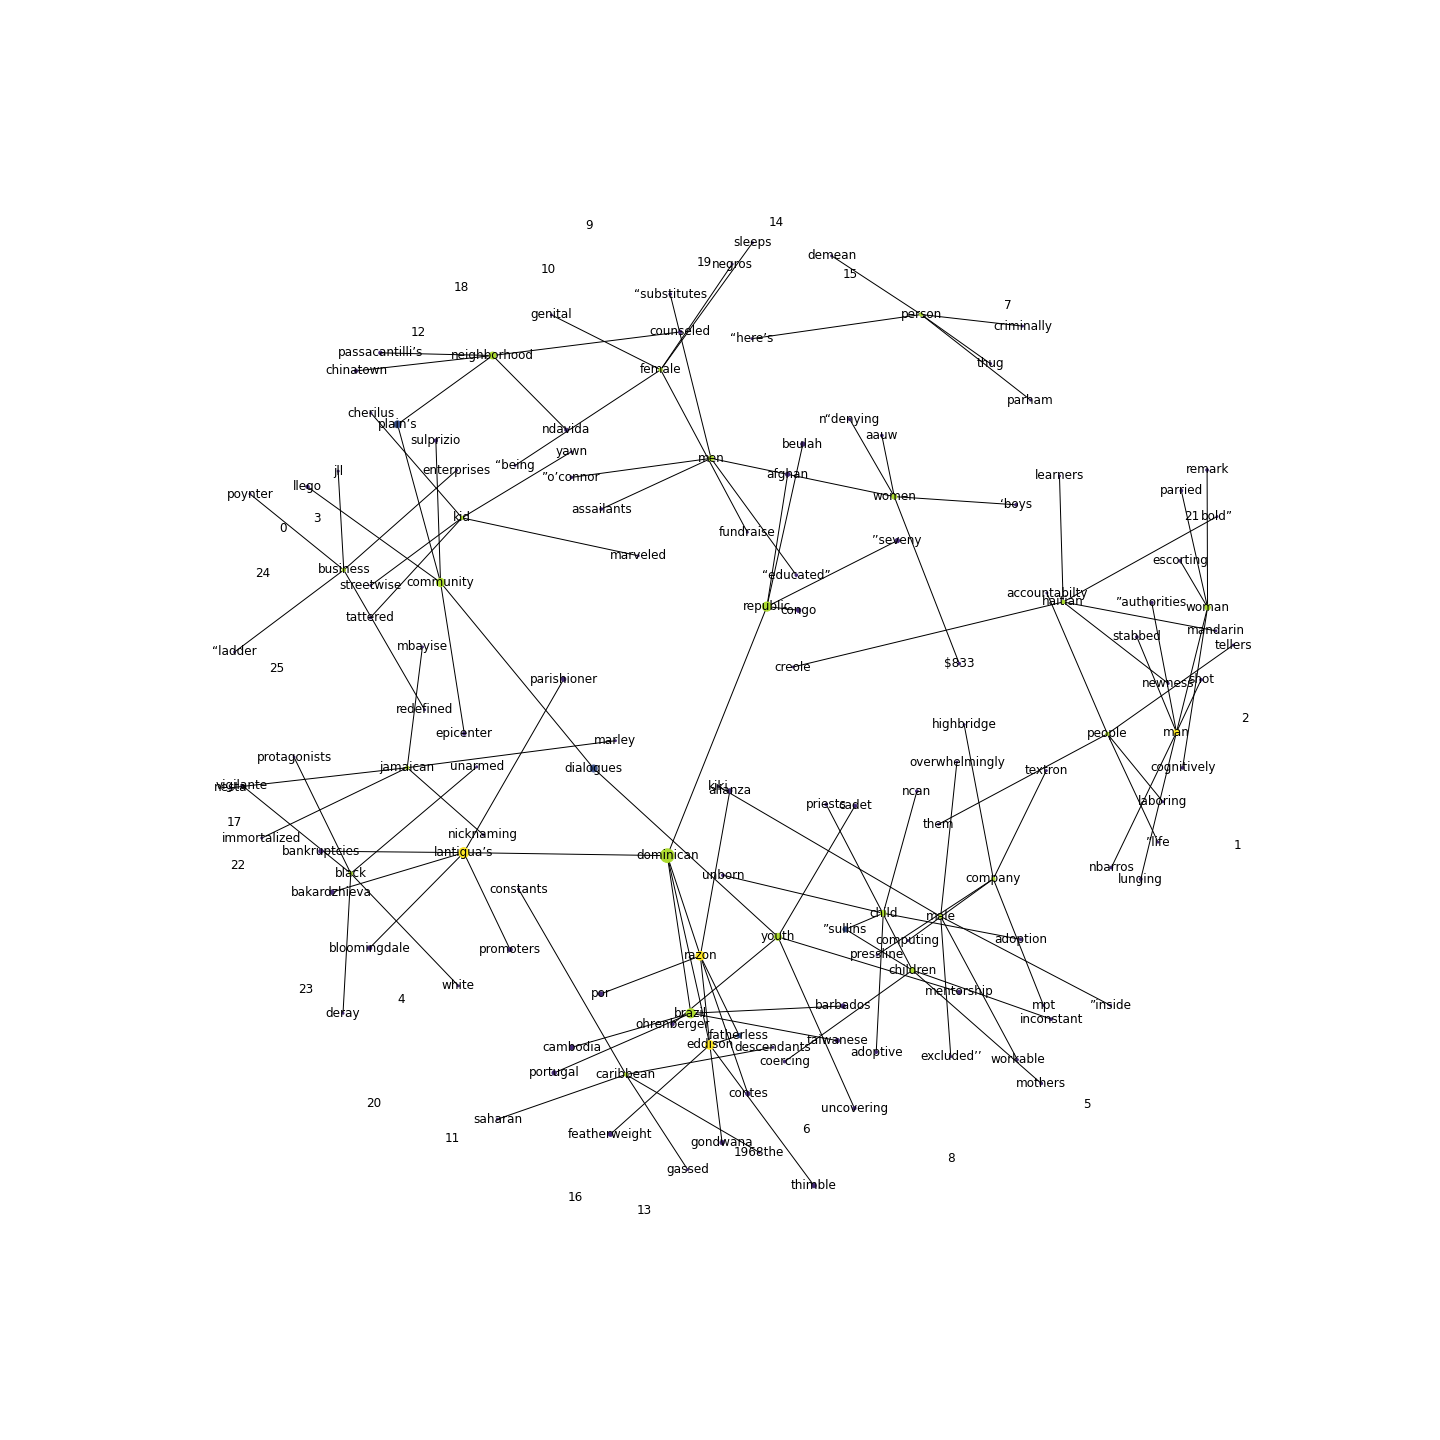 14
9
sleeps
demean
19 negros
10
15
18
“substitutes
7
genital
person
criminally
12
counseled
“here’s
passacantilli’s
neighborhood
thug
chinatown
female
parham
cherilus
n“denying
plain’s
ndavida
aauw
sulprizio
beulah
yawn
men
“being
enterprises
remark
jil
afghan
learners
”o’connor
llego
parried
poynter
women
‘boys
assailants
21 bold”
3
kid
0
fundraise
”seveny
marveled
escorting
business
24
“educated”
streetwise
community
accountabilty
haitian
”authorities
republic
congo
woman
tattered
mandarin
stabbed
mbayise
tellers
“ladder
$833
25
creole
parishioner
newness
shot
redefined
2
highbridge
epicenter
people
man
marley
protagonists
overwhelmingly
jamaican
unarmed
dialogues
textron
cognitively
vigilante
nesta
kiki
alianza
ncan
laboring
priests
cadet
17
them
immortalized
nicknaming
“life
1
bankruptcies
lantigua’s
dominican
22
nbarros
black
unborn
company
lunging
bakardzhieva
constants
child
male
”sullins
youth
computing
adoption
bloomingdale
promoters
pressline
razon
children
white
23
por
mentorship
4
barbados
mpt
”inside
deray
brazil
inconstant
ohrenberger
fatherless
taiwanese
eddison
cambodia
descendants
adoptive
excluded’’
workable
coercing
portugal
caribbean
mothers
contes
20
5
uncovering
saharan
6
featherweight
11
gondwana
1968the
8
gassed
thimble
16
13